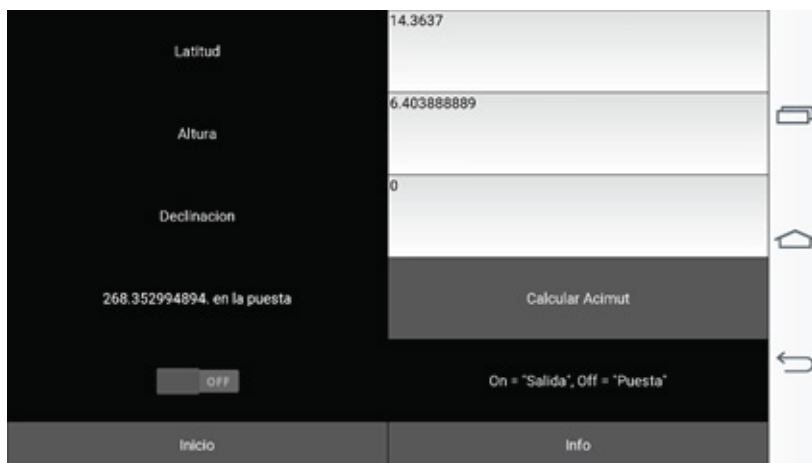 Latitud
14.3637
Altura
6.403888889
Declinacion
0
268.352994894. en la puesta
Calcular Acimut
OFF
On = "Salida", Off = "Puesta"
Inicio
Info